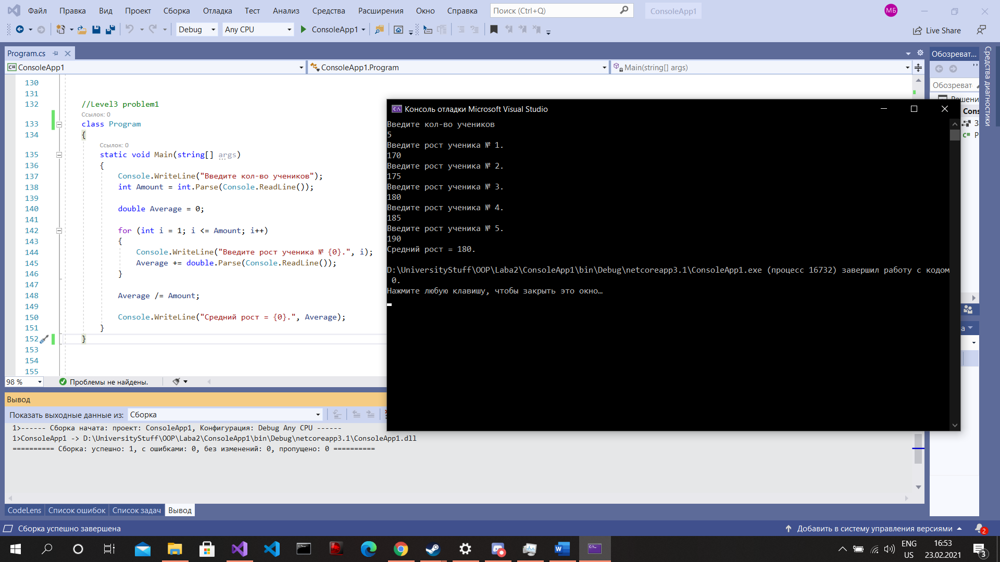 Файл Правка Вид Проект Сборка Отладка Тест Анализ Средства Расширения Окно Справка Поиск (Ctrl+Q) ConsoleApp1 МБ
Debug Any CPU ConsoleApp1 Live Share
Program.cs
ConsoleApp1 ConsoleApp1.Program Main(string[] args)
130
131
132 //Level3 problem1
Ссылок: 0
133 class Program
134 {
Ссылок: 0
135 static void Main(string[] args)
136 {
137 Console.WriteLine("Введите кол-во учеников");
138 int Amount = int.Parse(Console.ReadLine());
139
140 double Average = 0;
141
142 for (int i = 1; i <= Amount; i++)
143 {
144 Console.WriteLine("Введите рост ученика № {0}.", i);
145 Average += double.Parse(Console.ReadLine());
146 }
147
148 Average /= Amount;
149
150 Console.WriteLine("Средний рост = {0}.", Average);
151 }
152 }
153
154
155
98 % Проблемы не найдены.
Консоль отладки Microsoft Visual Studio
Введите кол-во учеников
5
Введите рост ученика № 1.
170
Введите рост ученика № 2.
175
Введите рост ученика № 3.
180
Введите рост ученика № 4.
185
Введите рост ученика № 5.
190
Средний рост = 180.
D:\UniversityStuff\OOP\Laba2\ConsoleApp1\bin\Debug\netcoreapp3.1\ConsoleApp1.exe (процесс 16732) завершил работу с кодом
0.
Нажмите любую клавишу, чтобы закрыть это окно…
Обозреват...
Обозреват
Решени
Cons
З
P
а
Средства диагностики
Вывод
Показать выходные данные из: Сборка
1>------ Сборка начата: проект: ConsoleApp1, Конфигурация: Debug Any CPU ------
1>ConsoleApp1 -> D:\UniversityStuff\OOP\Laba2\ConsoleApp1\bin\Debug\netcoreapp3.1\ConsoleApp1.dll
========== Сборка: успешно: 1, с ошибками: 0, без изменений: 0, пропущено: 0 ==========
CodeLens Список ошибок Список задач Вывод
Сборка успешно завершена Добавить в систему управления версиями 2
ENG
US
16:53
23.02.2021
3